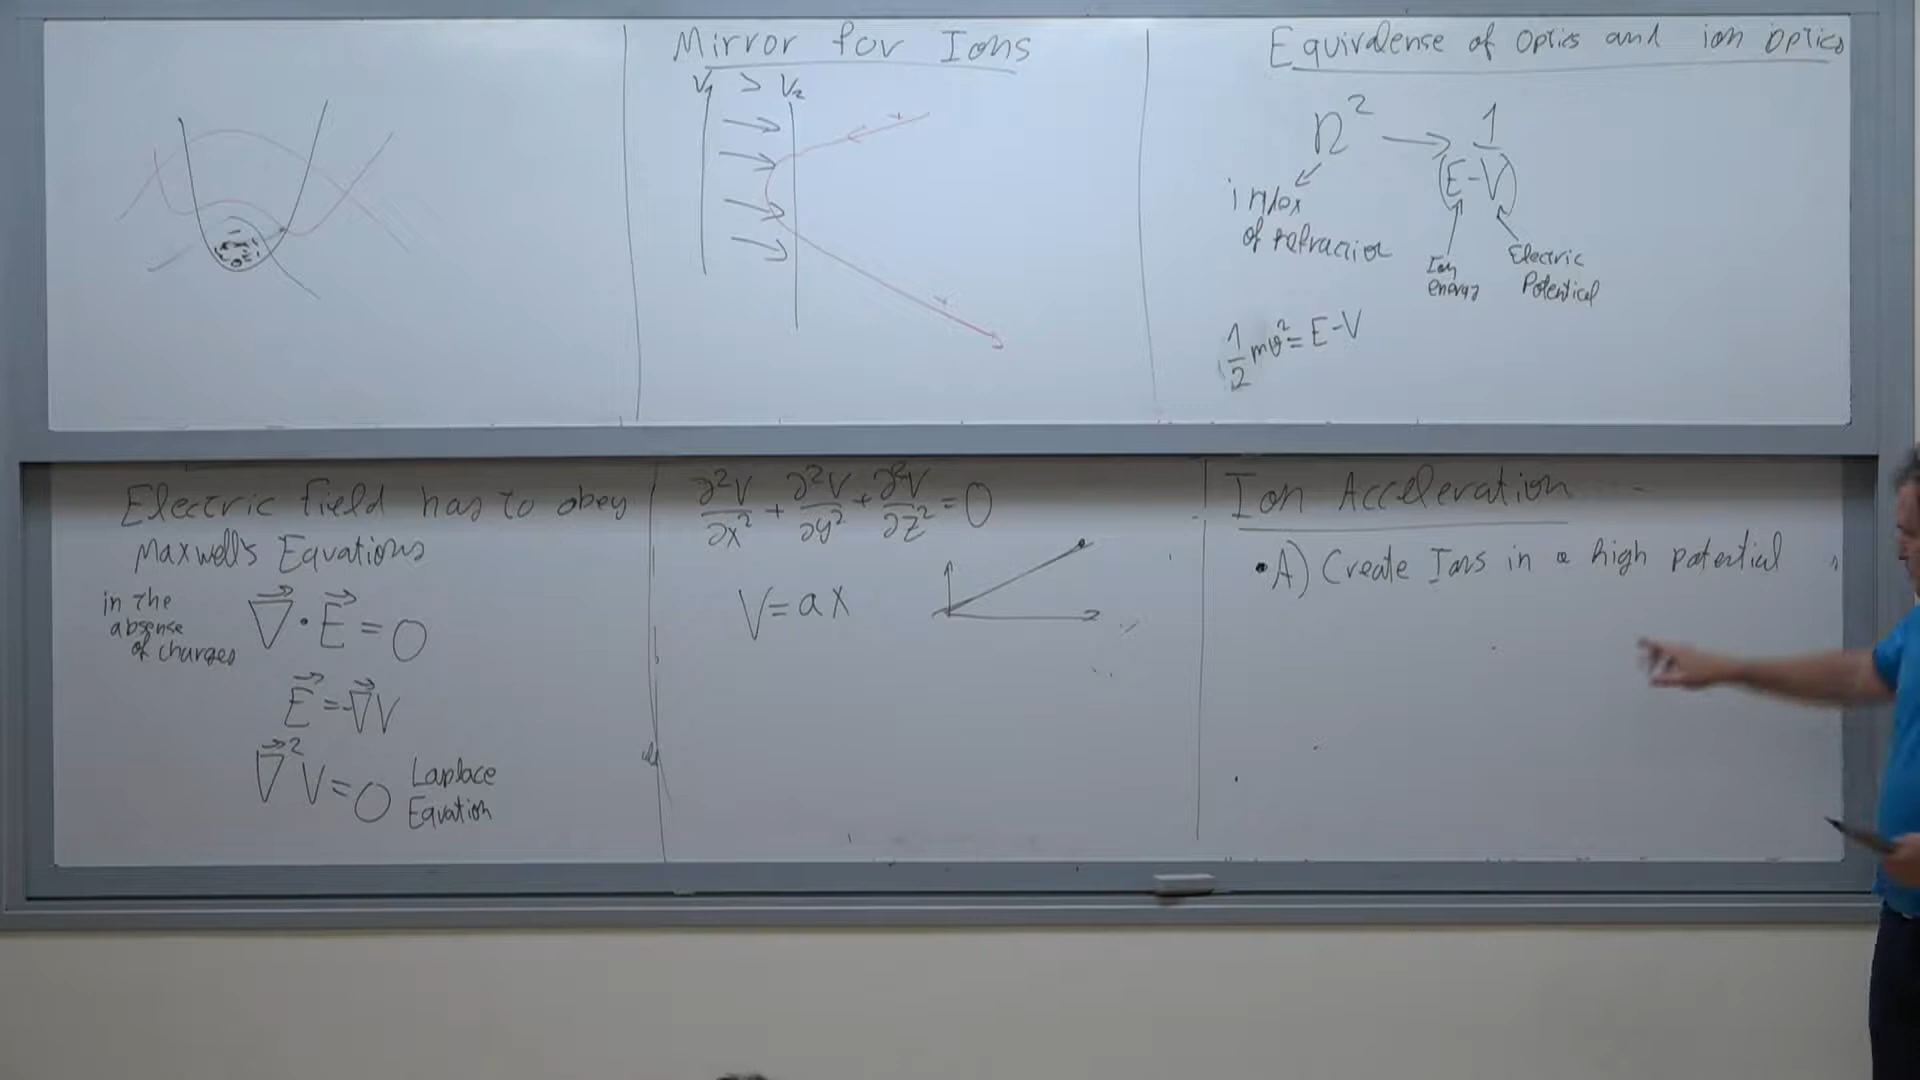 Mirror for Ions
V₁ > V₂
Equivalense of optics and ion optics
n² → 1/(E-V)
index
of refraction
Ion
energy
Electric
Potential
1/2 mv² = E-V
Electric field has to obey
Maxwell's Equations
in the
absense
of charges
∇⃗ · E⃗ = 0
E⃗ = -∇⃗V
∇⃗²V = 0 Laplace
Equation
∂²V/∂x² + ∂²V/∂y² + ∂²V/∂z² = 0
V = ax
Ion Acceleration
• A) Create Ions in a high potential